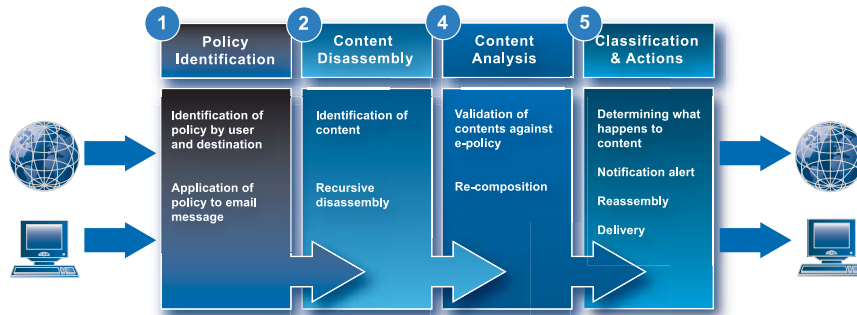 1
Policy
Identification
2
Content
Disassembly
4
Content
Analysis
5
Classification
& Actions
Identification of
policy by user
and destination
Application of
policy to email
message
Identification of
content
Recursive
disassembly
Validation of
contents against
e-policy
Re-composition
Determining what
happens to
content
Notification alert
Reassembly
Delivery